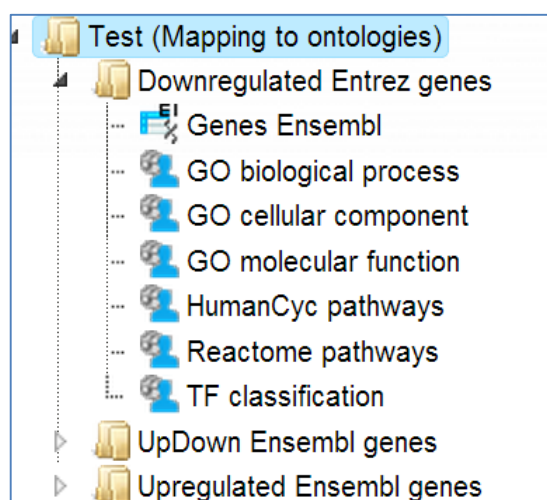 Test (Mapping to ontologies)
Downregulated Entrez genes
EI Genes Ensembl
GO biological process
GO cellular component
GO molecular function
HumanCyc pathways
Reactome pathways
TF classification
UpDown Ensembl genes
Upregulated Ensembl genes